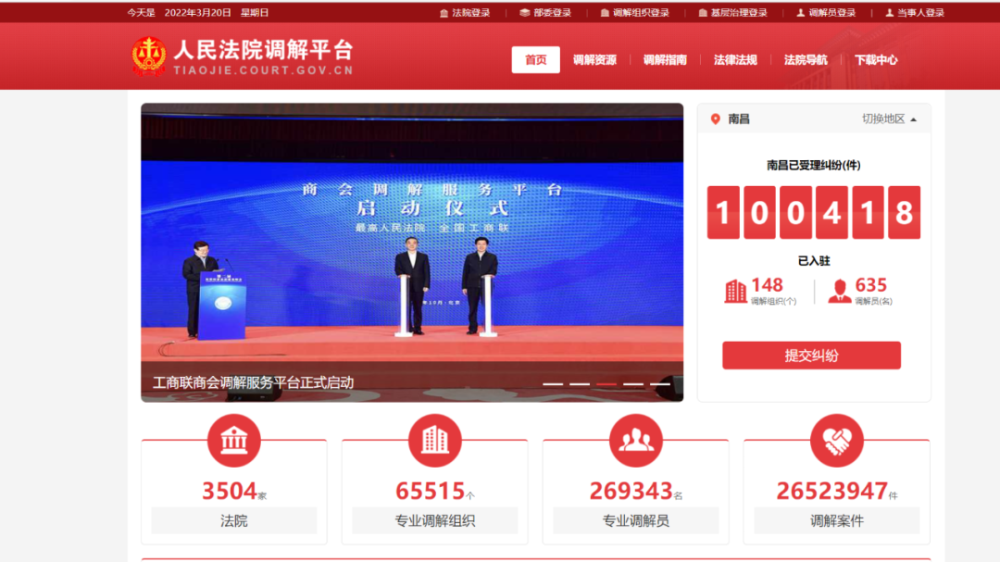 今天是 2022年3月20日 星期日 法院登录 部委登录 调解组织登录 基层治理登录 调解员登录 当事人登录
人民法院调解平台
TIAOJIE.COURT.GOV.CN
首页 调解资源 调解指南 法律法规 法院导航 下载中心
商会调解服务平台
启动仪式
最高人民法院 全国工商联
工商联商会调解服务平台正式启动
南昌 切换地区
南昌已受理纠纷(件)
100418
已入驻
148 635
调解组织(个) 调解员(名)
提交纠纷
3504家 65515个 269343名 26523947件
法院 专业调解组织 专业调解员 调解案件